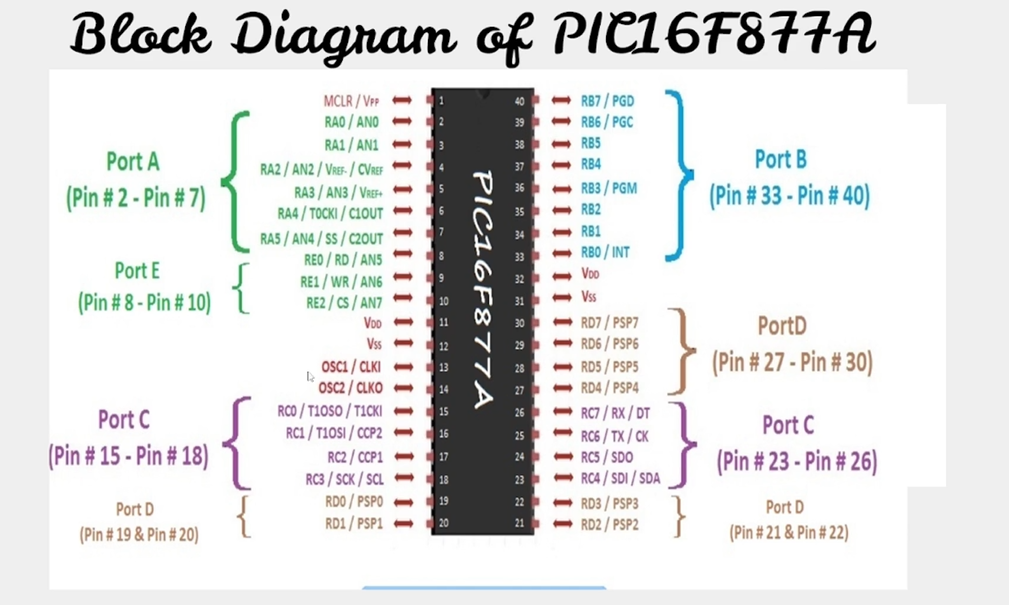 Block Diagram of PIC16F877A
MCLR / VPP
RA0 / AN0
RA1 / AN1
RA2 / AN2 / VREF- / CVREF
RA3 / AN3 / VREF+
RA4 / T0CKI / C1OUT
RA5 / AN4 / SS / C2OUT
RE0 / RD / AN5
RE1 / WR / AN6
RE2 / CS / AN7
VDD
VSS
OSC1 / CLKI
OSC2 / CLKO
RC0 / T1OSO / T1CKI
RC1 / T1OSI / CCP2
RC2 / CCP1
RC3 / SCK / SCL
RD0 / PSP0
RD1 / PSP1
Port A
(Pin # 2 - Pin # 7)
Port E
(Pin # 8 - Pin # 10)
Port C
(Pin # 15 - Pin # 18)
Port D
(Pin # 19 & Pin # 20)
1
2
3
4
5
6
7
8
9
10
11
12
13
14
15
16
17
18
19
20
PIC16F877A
40
39
38
37
36
35
34
33
32
31
30
29
28
27
26
25
24
23
22
21
RB7 / PGD
RB6 / PGC
RB5
RB4
RB3 / PGM
RB2
RB1
RB0 / INT
VDD
VSS
RD7 / PSP7
RD6 / PSP6
RD5 / PSP5
RD4 / PSP4
RC7 / RX / DT
RC6 / TX / CK
RC5 / SDO
RC4 / SDI / SDA
RD3 / PSP3
RD2 / PSP2
Port B
(Pin # 33 - Pin # 40)
PortD
(Pin # 27 - Pin # 30)
Port C
(Pin # 23 - Pin # 26)
Port D
(Pin # 21 & Pin # 22)